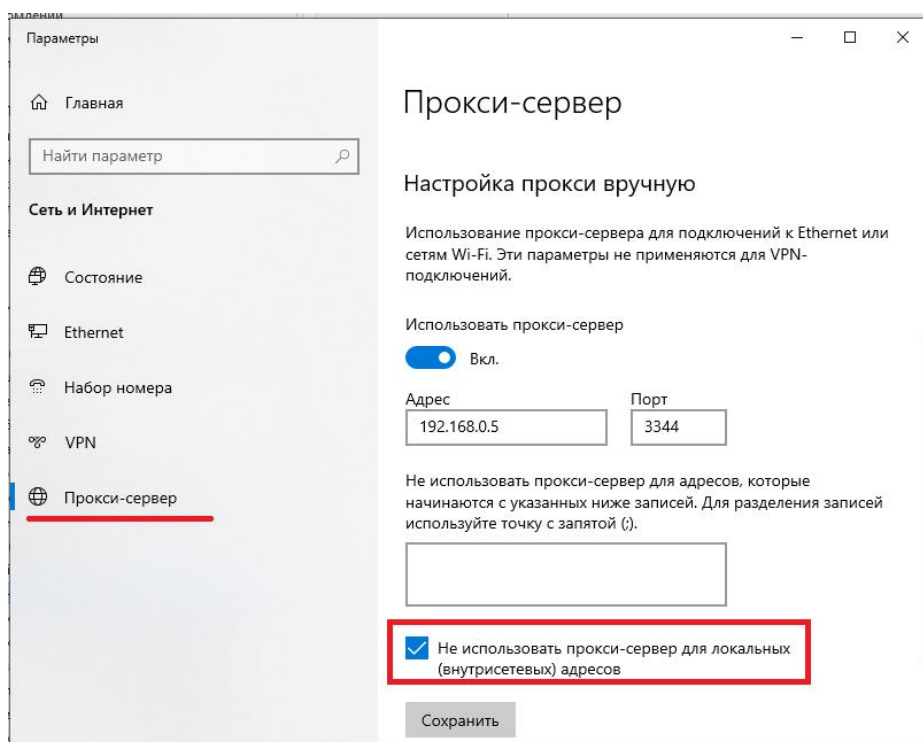 Параметры
Главная
Найти параметр
Сеть и Интернет
Состояние
Ethernet
Набор номера
VPN
Прокси-сервер
Прокси-сервер
Настройка прокси вручную
Использование прокси-сервера для подключений к Ethernet или
сетям Wi-Fi. Эти параметры не применяются для VPN-
подключений.
Использовать прокси-сервер
Вкл.
Адрес
Порт
192.168.0.5
3344
Не использовать прокси-сервер для адресов, которые
начинаются с указанных ниже записей. Для разделения записей
используйте точку с запятой (;).
Не использовать прокси-сервер для локальных
(внутрисетевых) адресов
Сохранить